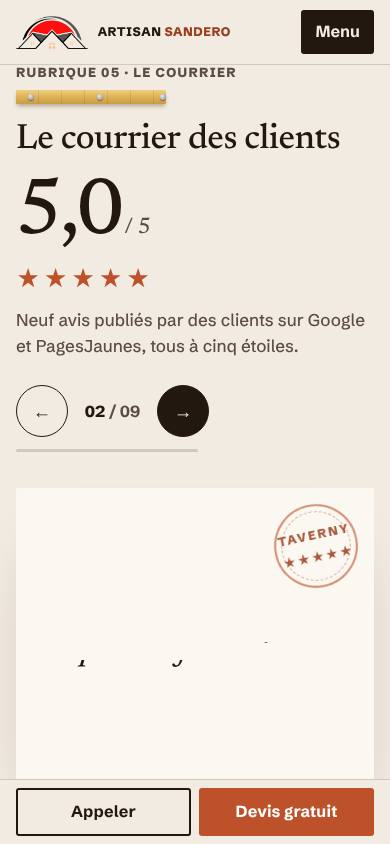 ARTISAN SANDERO
Menu
RUBRIQUE 05 · LE COURRIER
Le courrier des clients
5,0 / 5
★★★★★
Neuf avis publiés par des clients sur Google
et PagesJaunes, tous à cinq étoiles.
← 02 / 09 →
TAVERNY
★★★★★
Appeler
Devis gratuit